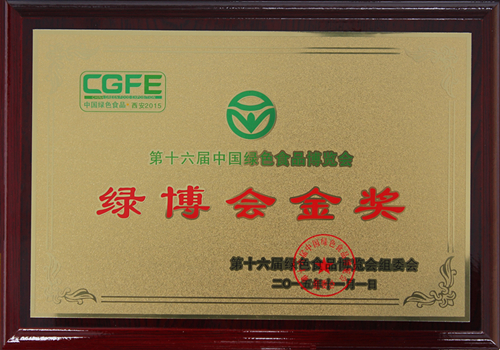 CGFE
中国绿色食品·西安2015
第十六届中国绿色食品博览会
绿博会金奖
第十六届绿色食品博览会组委会
二〇一五年十一月一日